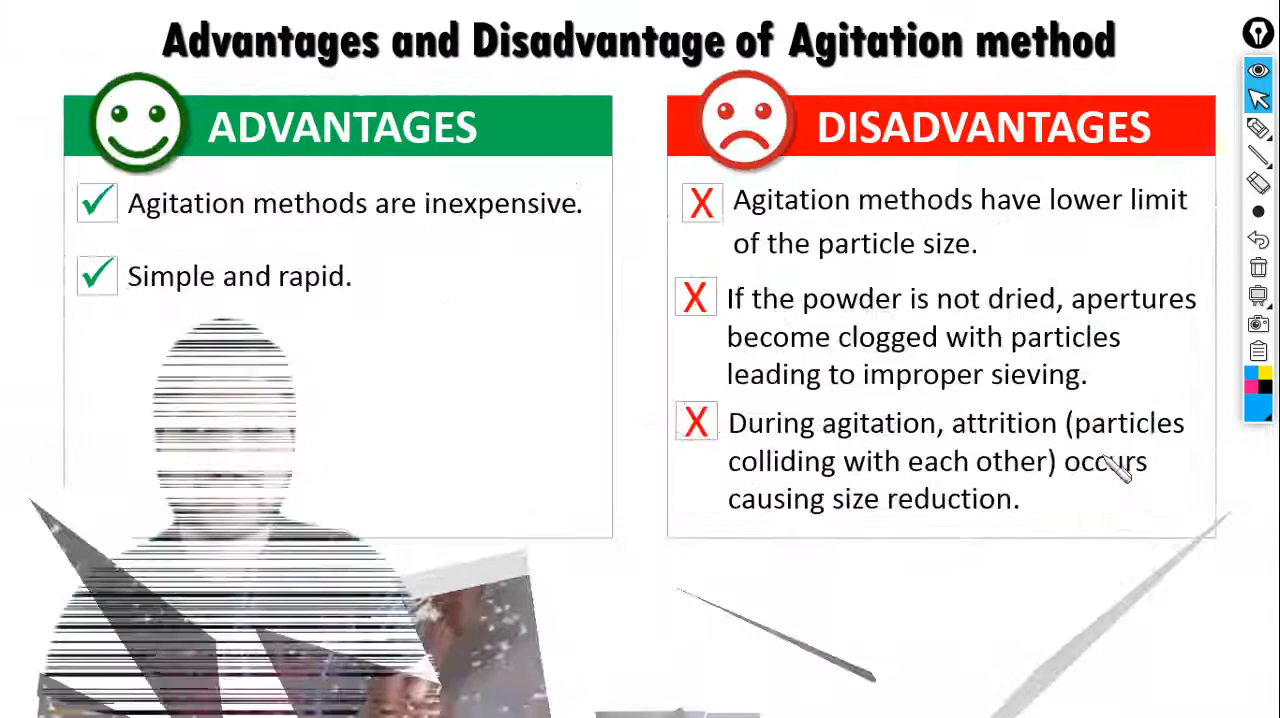 Advantages and Disadvantage of Agitation method
ADVANTAGES
Agitation methods are inexpensive.
Simple and rapid.
DISADVANTAGES
X Agitation methods have lower limit
of the particle size.
X If the powder is not dried, apertures
become clogged with particles
leading to improper sieving.
X During agitation, attrition (particles
colliding with each other) occurs
causing size reduction.